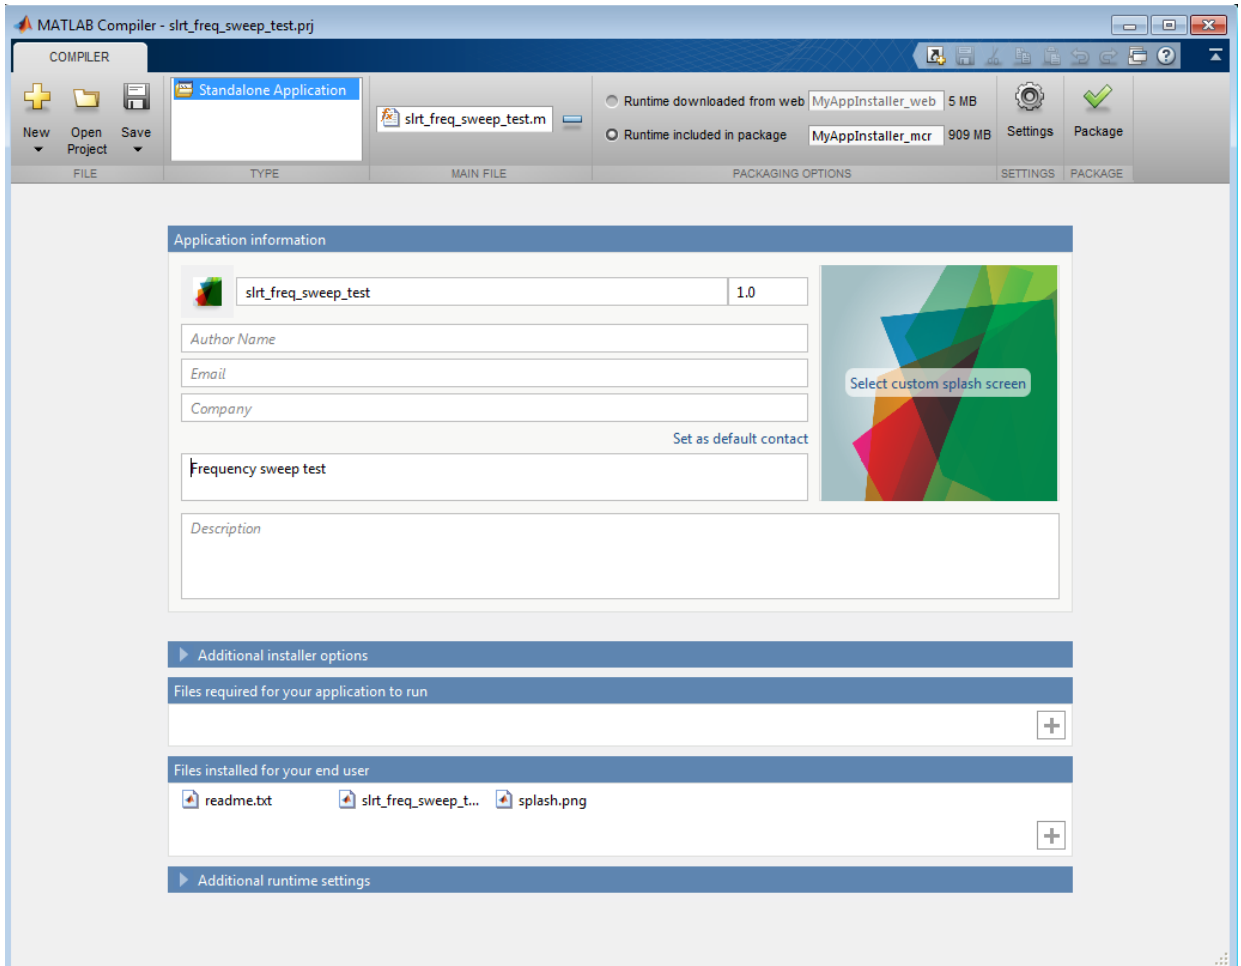 MATLAB Compiler - slrt_freq_sweep_test.prj
COMPILER
New
Open Project
Save
FILE
Standalone Application
TYPE
slrt_freq_sweep_test.m
MAIN FILE
Runtime downloaded from web MyAppInstaller_web 5 MB
Runtime included in package MyAppInstaller_mcr 909 MB
PACKAGING OPTIONS
Settings
SETTINGS
Package
PACKAGE
Application information
slrt_freq_sweep_test 1.0
Author Name
Email
Company
Set as default contact
Frequency sweep test
Select custom splash screen
Description
Additional installer options
Files required for your application to run
Files installed for your end user
readme.txt slrt_freq_sweep_t... splash.png
Additional runtime settings